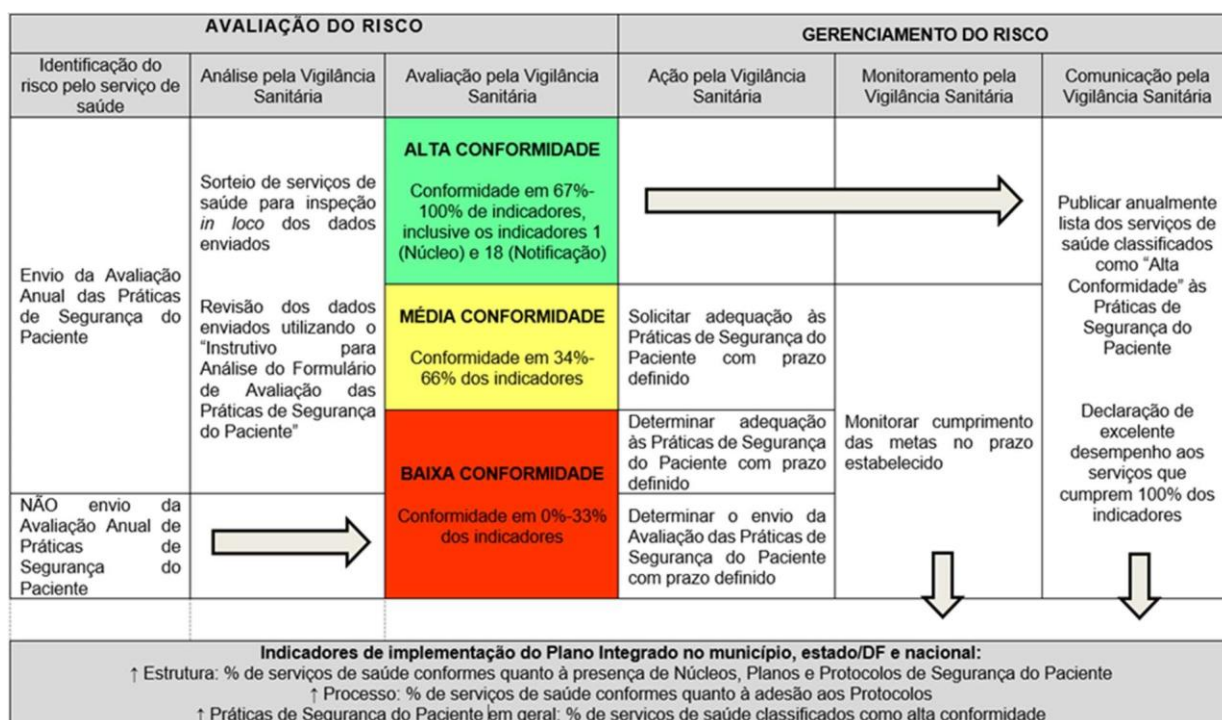 AVALIAÇÃO DO RISCO
GERENCIAMENTO DO RISCO
Identificação do
risco pelo serviço de
saúde
Análise pela Vigilância
Sanitária
Avaliação pela Vigilância
Sanitária
Ação pela Vigilância
Sanitária
Monitoramento pela
Vigilância Sanitária
Comunicação pela
Vigilância Sanitária
Envio da Avaliação
Anual das Práticas
de Segurança do
Paciente
Sorteio de serviços de
saúde para inspeção
in loco dos dados
enviados
Revisão dos dados
enviados utilizando o
“Instrutivo para
Análise do Formulário
de Avaliação das
Práticas de Segurança
do Paciente”
ALTA CONFORMIDADE
Conformidade em 67%-
100% de indicadores,
inclusive os indicadores 1
(Núcleo) e 18 (Notificação)
MÉDIA CONFORMIDADE
Conformidade em 34%-
66% dos indicadores
Solicitar adequação às
Práticas de Segurança do
Paciente com prazo
definido
BAIXA CONFORMIDADE
Conformidade em 0%-33%
dos indicadores
Determinar adequação
às Práticas de Segurança
do Paciente com prazo
definido
Determinar o envio da
Avaliação das Práticas de
Segurança do Paciente
com prazo definido
Monitorar cumprimento
das metas no prazo
estabelecido
Publicar anualmente
lista dos serviços de
saúde classificados
como “Alta
Conformidade” às
Práticas de
Segurança do
Paciente
Declaração de
excelente
desempenho aos
serviços que
cumprem 100% dos
indicadores
NÃO envio da
Avaliação Anual de
Práticas de
Segurança do
Paciente
Indicadores de implementação do Plano Integrado no município, estado/DF e nacional:
↑ Estrutura: % de serviços de saúde conformes quanto à presença de Núcleos, Planos e Protocolos de Segurança do Paciente
↑ Processo: % de serviços de saúde conformes quanto à adesão aos Protocolos
↑ Práticas de Segurança do Paciente em geral: % de serviços de saúde classificados como alta conformidade